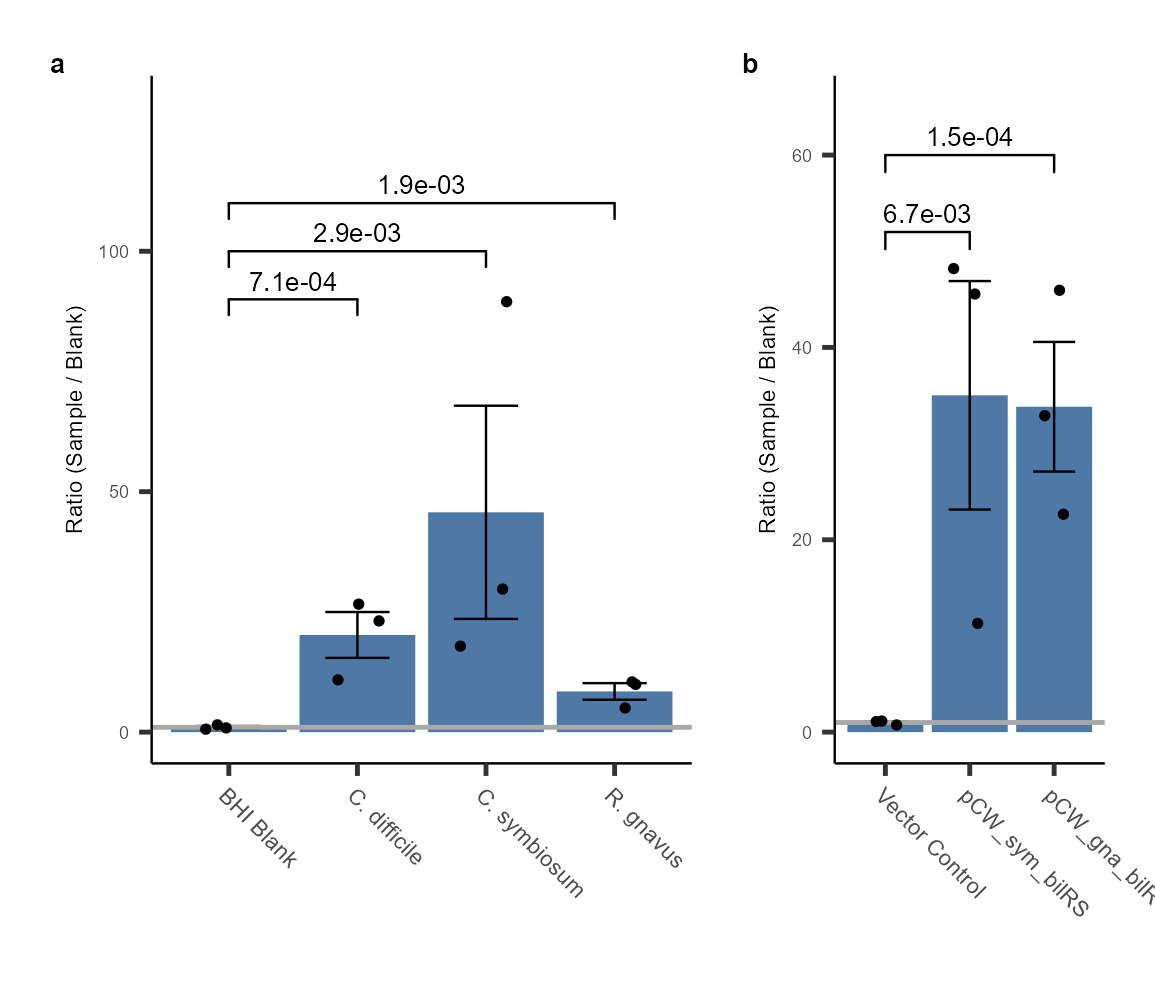 a
1.9e-03
2.9e-03
7.1e-04
100
50
0
Ratio (Sample / Blank)
BHI Blank
C. difficile
C. symbiosum
R. gnavus
b
1.5e-04
6.7e-03
60
40
20
0
Ratio (Sample / Blank)
Vector Control
pCW_sym_bilRS